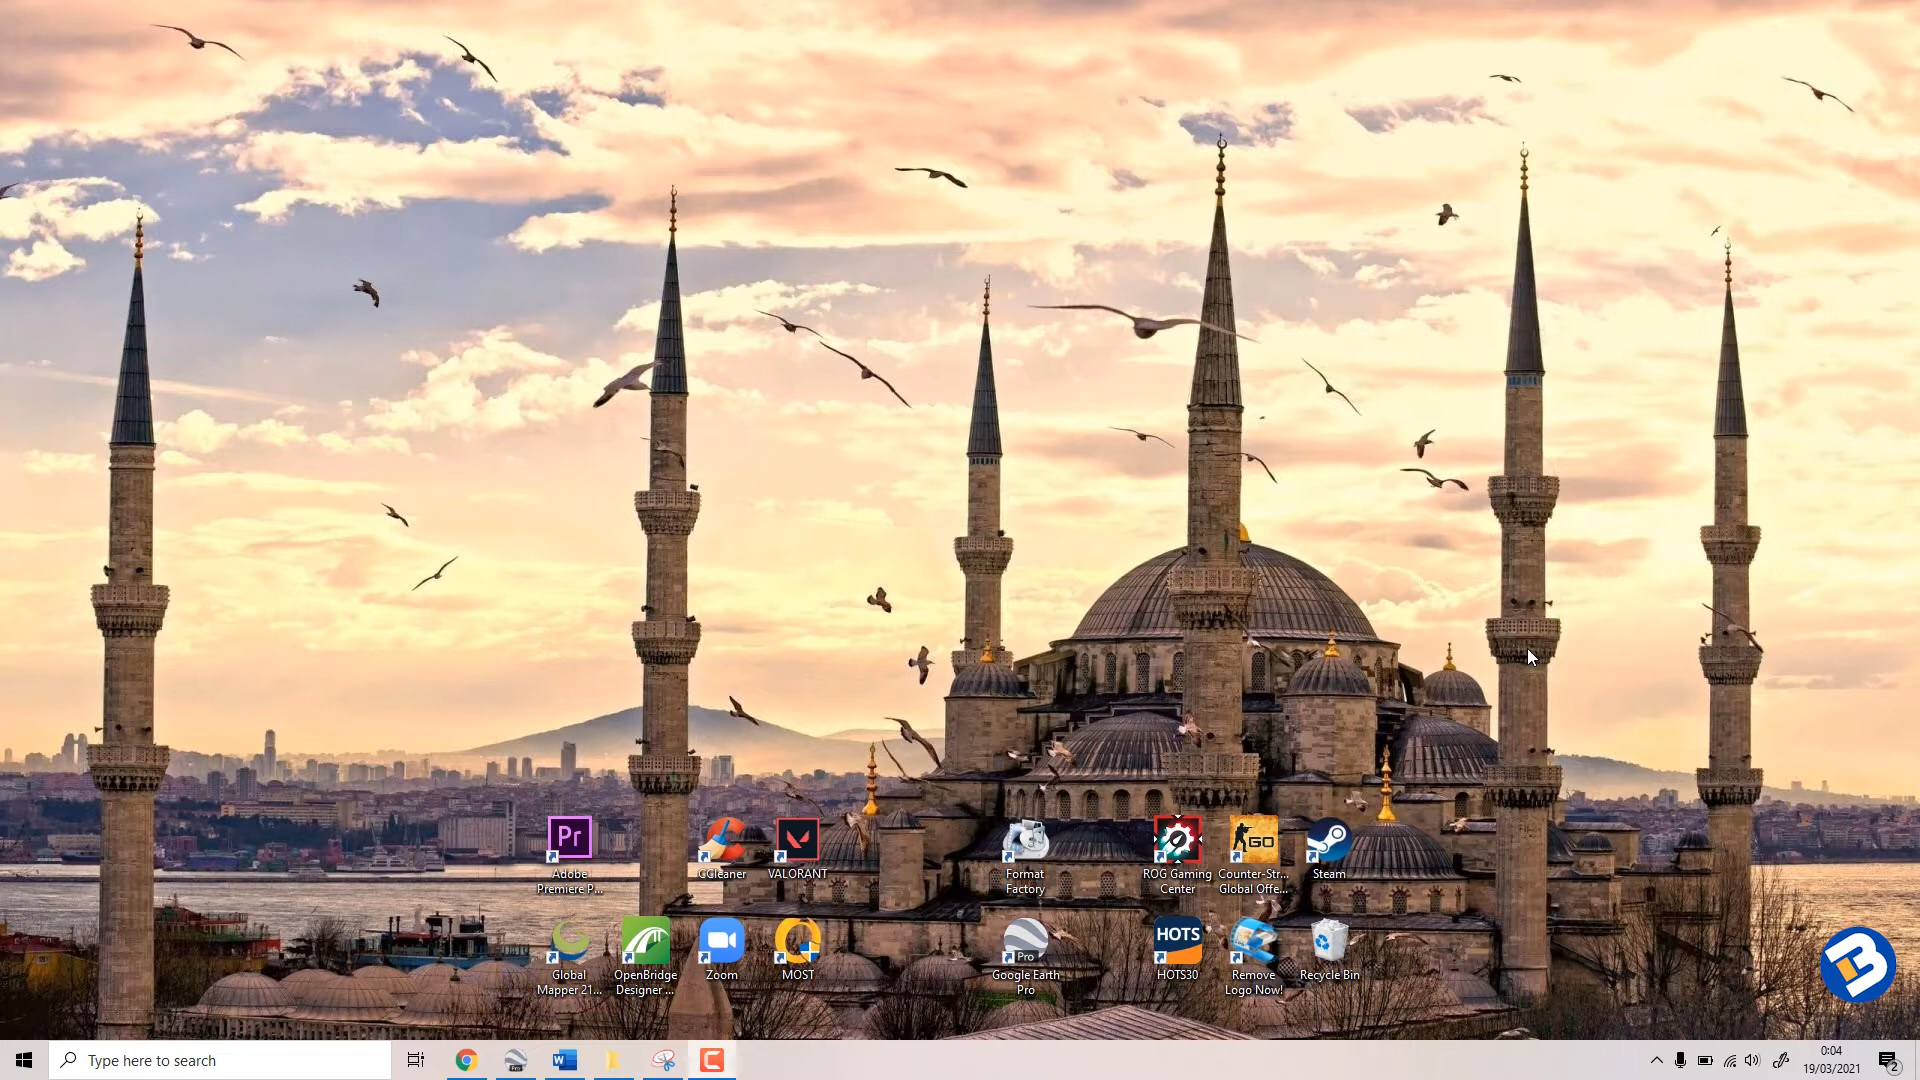 Pr
GO
Adobe
Premiere P...
CCleaner
VALORANT
Format
Factory
ROG Gaming
Center
Counter-Str...
Global Offe...
Steam
Pro
HOTS
Global
Mapper 21...
OpenBridge
Designer ...
Zoom
MOST
Google Earth
Pro
HOTS30
Remove
Logo Now!
Recycle Bin
B
Type here to search
0:04
19/03/2021
2